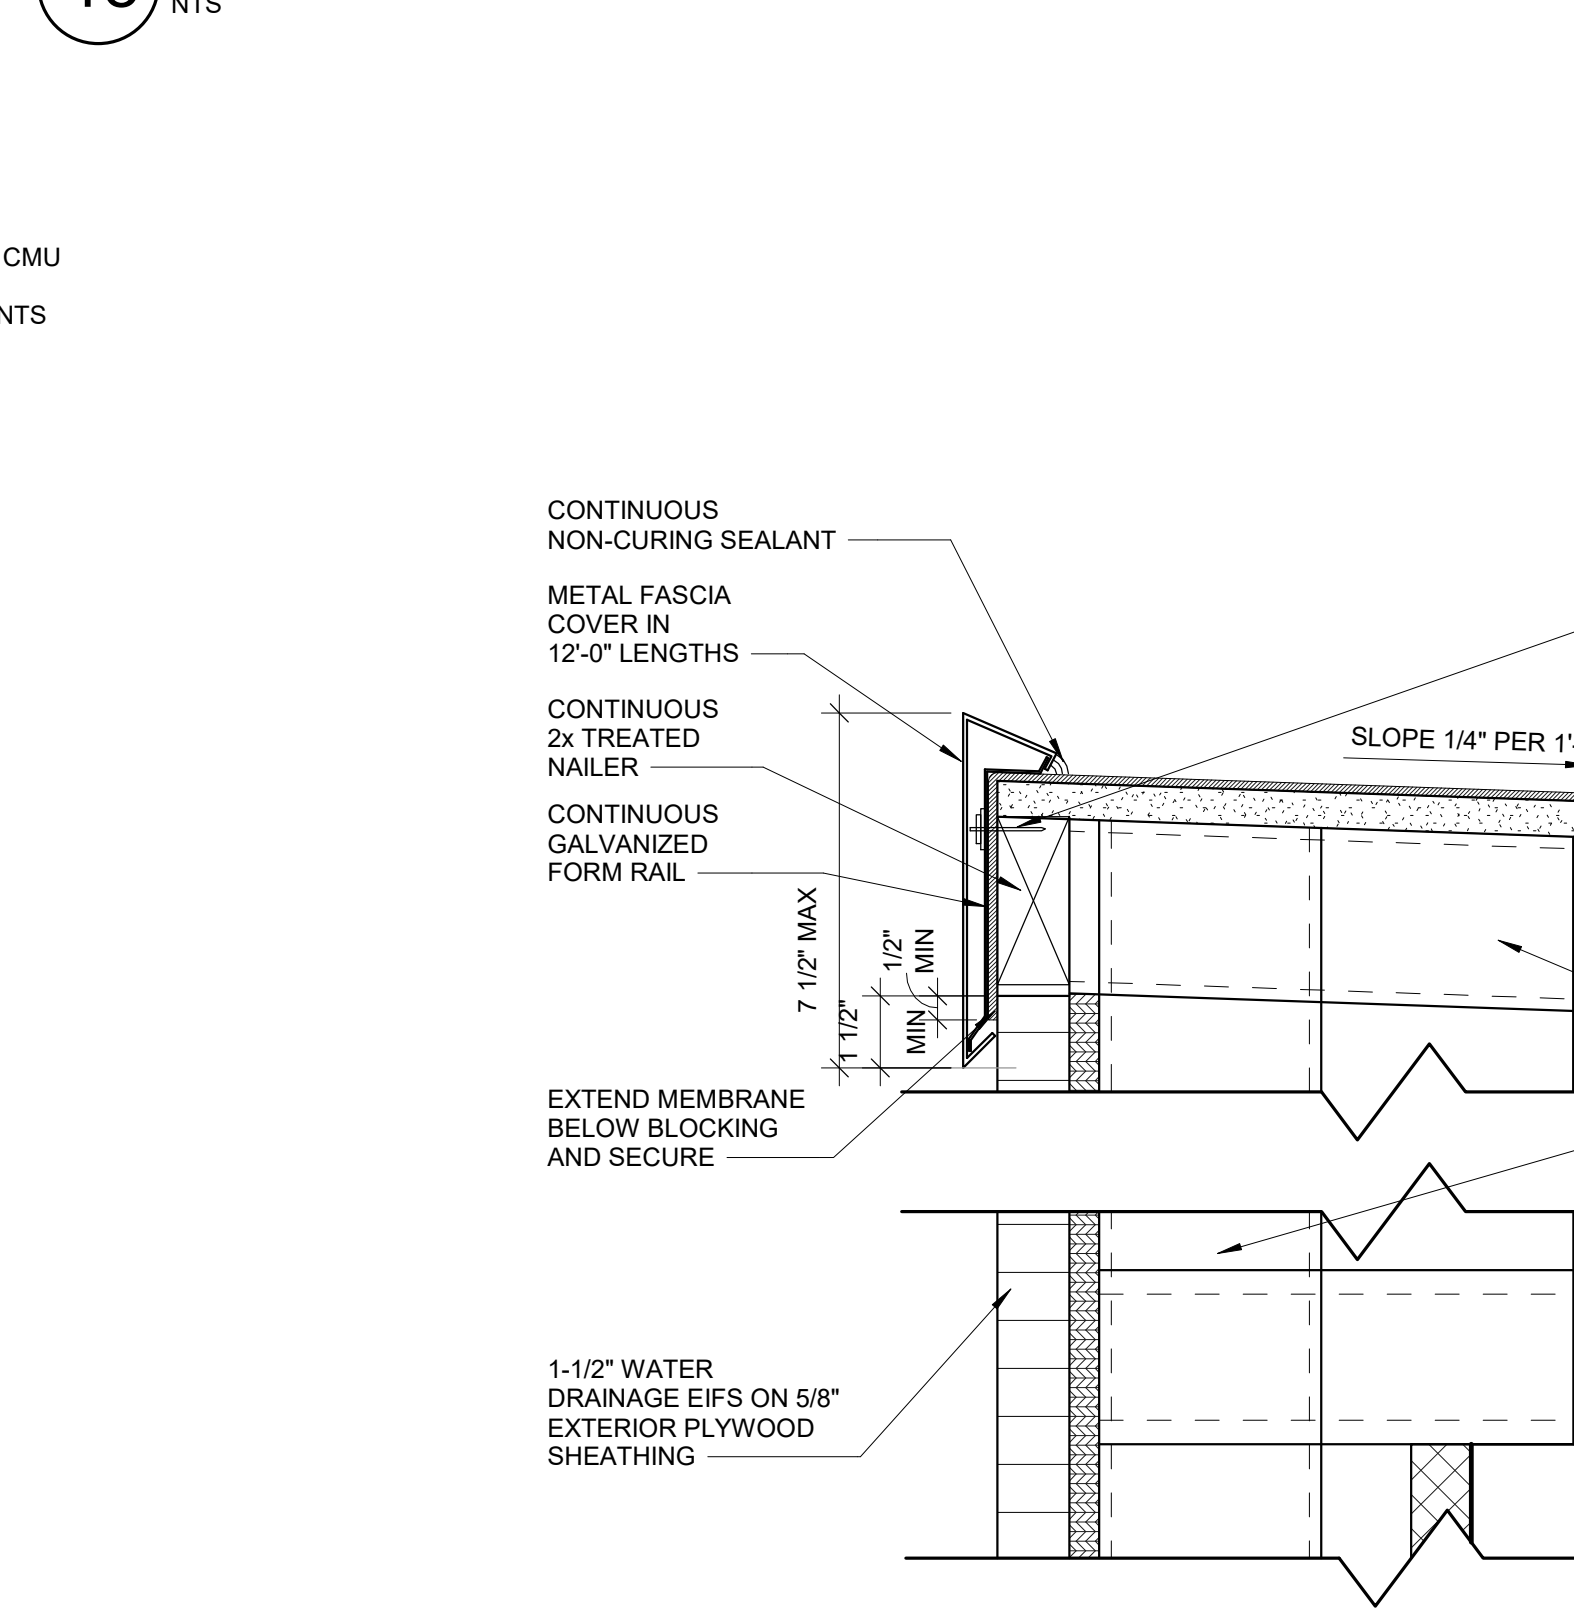 NTS
CMU
NTS
CONTINUOUS
NON-CURING SEALANT
METAL FASCIA
COVER IN
12'-0" LENGTHS
CONTINUOUS
2x TREATED
NAILER
CONTINUOUS
GALVANIZED
FORM RAIL
SLOPE 1/4" PER 1'-
7 1/2" MAX
1/2"
MIN
1 1/2"
MIN
EXTEND MEMBRANE
BELOW BLOCKING
AND SECURE
1-1/2" WATER
DRAINAGE EIFS ON 5/8"
EXTERIOR PLYWOOD
SHEATHING